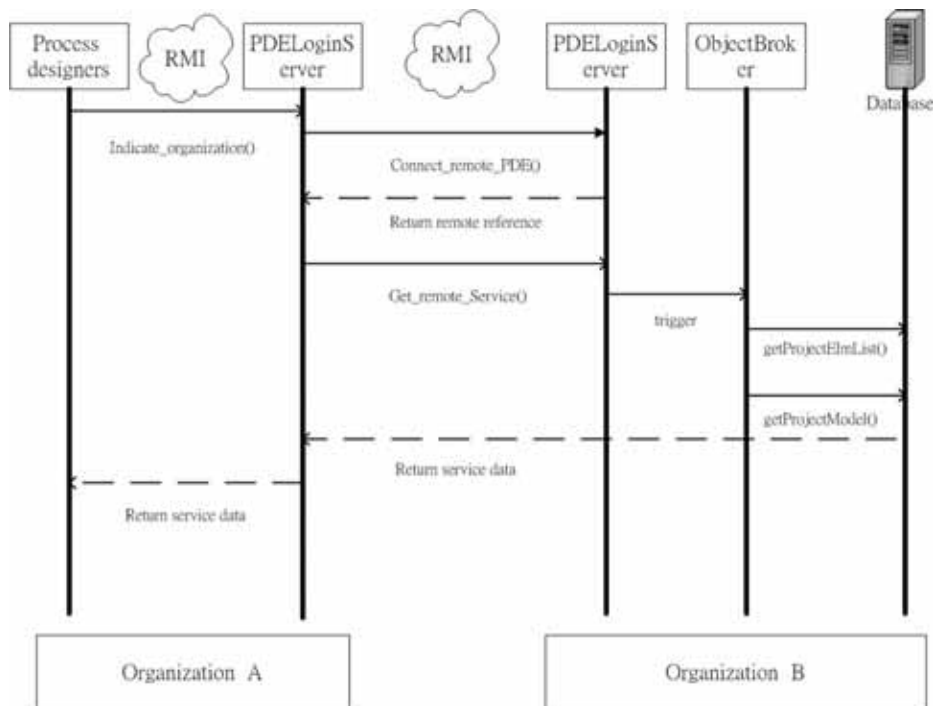 Process
designers
RMI
PDELoginS
erver
RMI
PDELoginS
erver
ObjectBrok
er
Database
Indicate_organization()
Connect_remote_PDE()
Return remote reference
Get_remote_Service()
trigger
getProjectElmList()
getProjectModel()
Return service data
Return service data
Organization A
Organization B